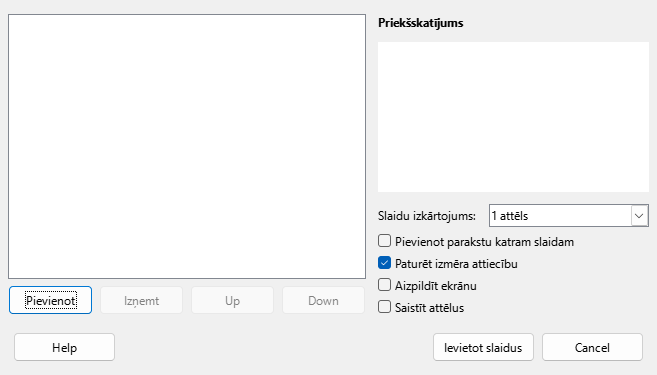 Priekšskatījums
Slaidu izkārtojums:
1 attēls
Pievienot parakstu katram slaidam
Paturēt izmēra attiecību
Aizpildīt ekrānu
Saistīt attēlus
Pievienot
Izņemt
Up
Down
Help
Ievietot slaidus
Cancel